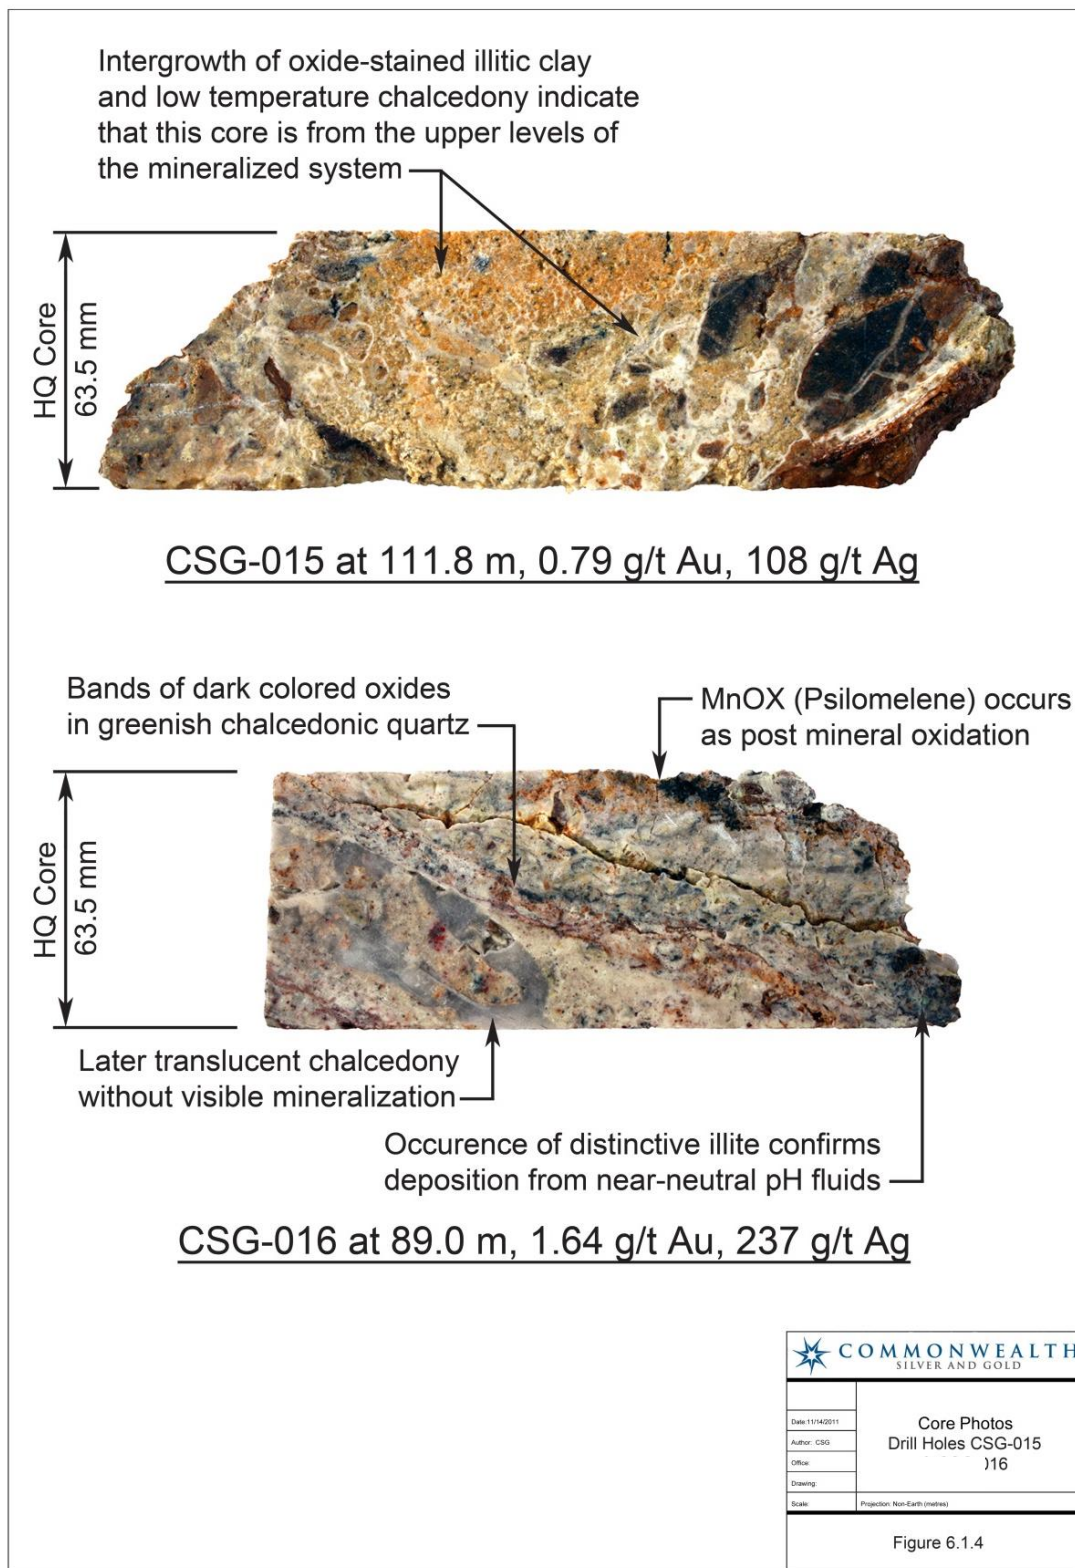 Intergrowth of oxide-stained illitic clay
and low temperature chalcedony indicate
that this core is from the upper levels of
the mineralized system
HQ Core
63.5 mm
CSG-015 at 111.8 m, 0.79 g/t Au, 108 g/t Ag
Bands of dark colored oxides
in greenish chalcedonic quartz
MnOX (Psilomelene) occurs
as post mineral oxidation
HQ Core
63.5 mm
Later translucent chalcedony
without visible mineralization
Occurence of distinctive illite confirms
deposition from near-neutral pH fluids
CSG-016 at 89.0 m, 1.64 g/t Au, 237 g/t Ag
COMMONWEALTH
SILVER AND GOLD
Date:11/14/2011
Author: CSG
Office:
Drawing:
Scale:
Core Photos
Drill Holes CSG-015
016
Projection: Non-Earth (metres)
Figure 6.1.4